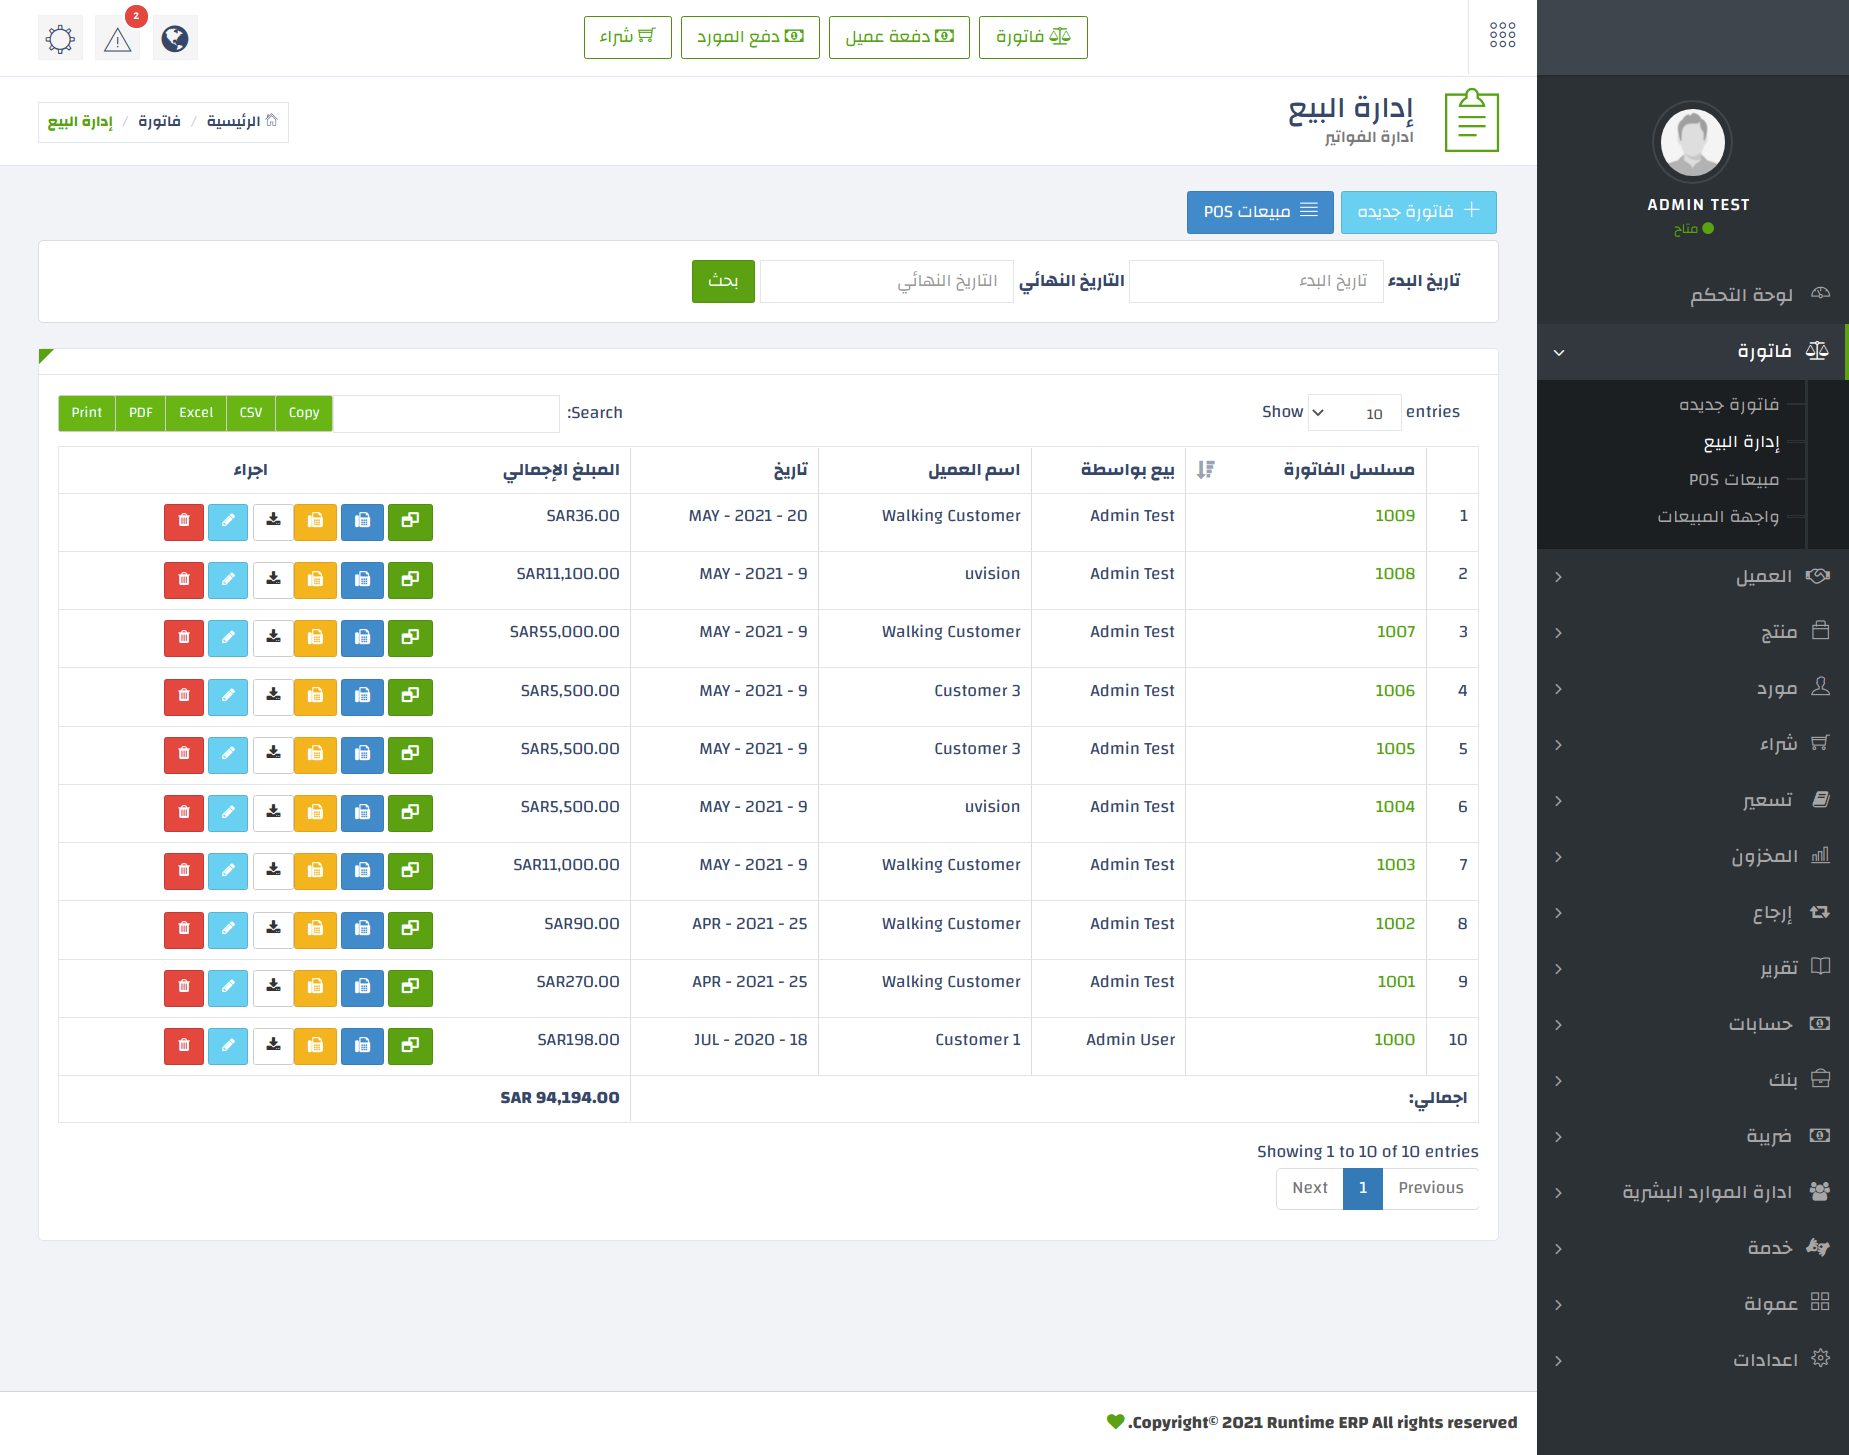 فاتورة
دفعة عميل
دفع المورد
شراء
2
ADMIN TEST
متاح
لوحة التحكم
فاتورة
فاتورة جديده
إدارة البيع
مبيعات POS
واجهة المبيعات
العميل
منتج
مورد
شراء
تسعير
المخزون
إرجاع
تقرير
حسابات
بنك
ضريبة
ادارة الموارد البشرية
خدمة
عمولة
اعدادات
إدارة البيع
ادارة الفواتير
الرئيسية / فاتورة / إدارة البيع
فاتورة جديده
مبيعات POS
تاريخ البدء تاريخ البدء التاريخ النهائي التاريخ النهائي بحث
Show 10 entries
Search:
Copy CSV Excel PDF Print
مسلسل الفاتورة بيع بواسطة اسم العميل تاريخ المبلغ الإجمالي اجراء
1 1009 Admin Test Walking Customer 20 - MAY - 2021 SAR36.00
2 1008 Admin Test uvision 9 - MAY - 2021 SAR11,100.00
3 1007 Admin Test Walking Customer 9 - MAY - 2021 SAR55,000.00
4 1006 Admin Test Customer 3 9 - MAY - 2021 SAR5,500.00
5 1005 Admin Test Customer 3 9 - MAY - 2021 SAR5,500.00
6 1004 Admin Test uvision 9 - MAY - 2021 SAR5,500.00
7 1003 Admin Test Walking Customer 9 - MAY - 2021 SAR11,000.00
8 1002 Admin Test Walking Customer 25 - APR - 2021 SAR90.00
9 1001 Admin Test Walking Customer 25 - APR - 2021 SAR270.00
10 1000 Admin User Customer 1 18 - JUL - 2020 SAR198.00
اجمالي: SAR 94,194.00
Showing 1 to 10 of 10 entries
Previous 1 Next
Copyright© 2021 Runtime ERP All rights reserved.